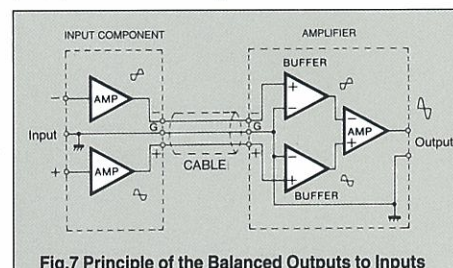 INPUT COMPONENT
AMPLIFIER
BUFFER
AMP
− − −
+
−
G G
AMP
Input
Output
+ + +
AMP
CABLE
−
+
BUFFER
Fig.7 Principle of the Balanced Outputs to Inputs